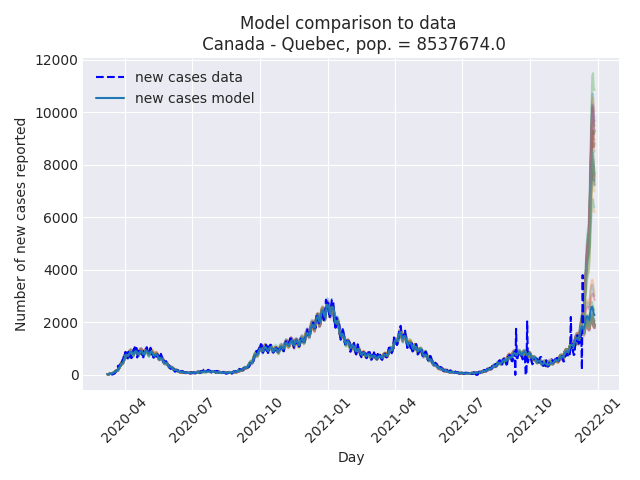 Model comparison to data
Canada - Quebec, pop. = 8537674.0
new cases data
new cases model
Number of new cases reported
12000
10000
8000
6000
4000
2000
0
2020-04
2020-07
2020-10
2021-01
2021-04
2021-07
2021-10
2022-01
Day